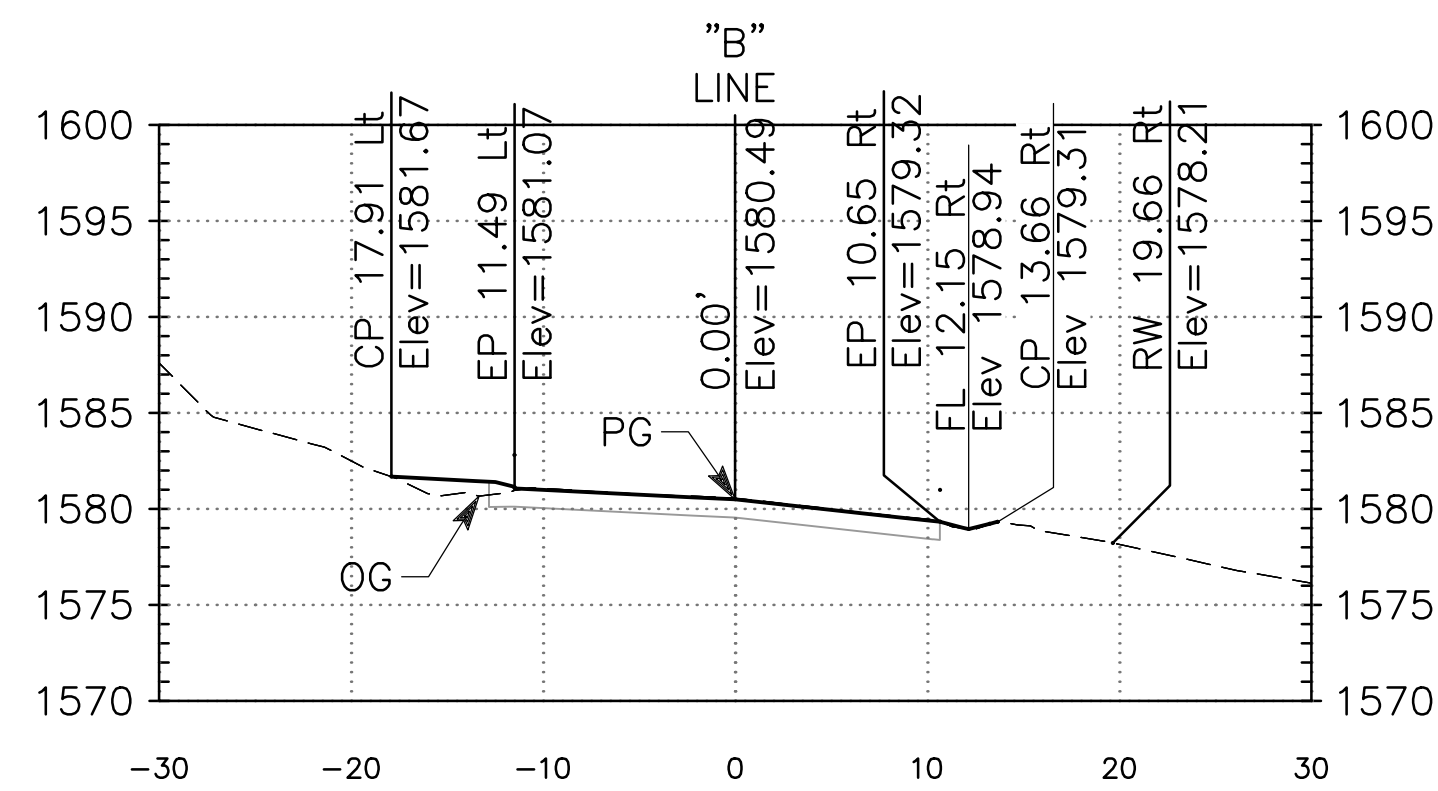 "B"
LINE
1600
1595
1590
1585
1580
1575
1570
CP 17.91 Lt
Elev=1581.67
EP 11.49 Lt
Elev=1581.07
0.00'
Elev=1580.49
EP 10.65 Rt
Elev=1579.32
FL 12.15 Rt
Elev 1578.94
CP 13.66 Rt
Elev 1579.31
RW 19.66 Rt
Elev=1578.21
PG
OG
1600
1595
1590
1585
1580
1575
1570
-30 -20 -10 0 10 20 30